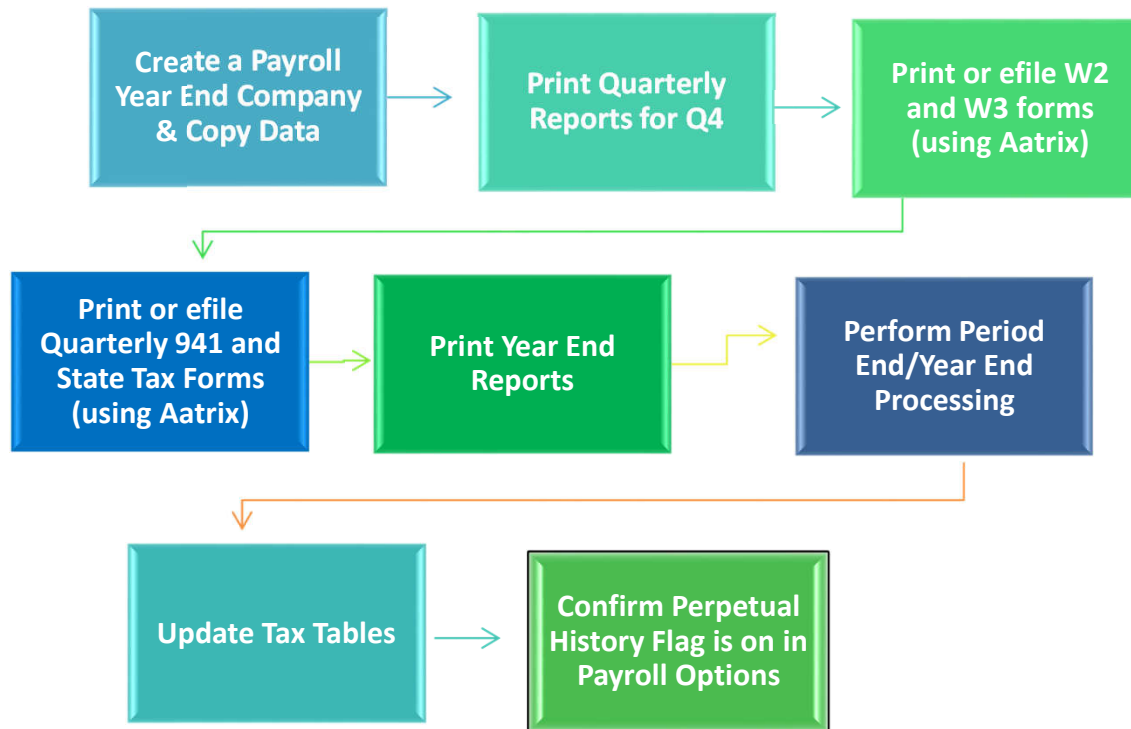 Create a Payroll
Year End Company
& Copy Data
Print Quarterly
Reports for Q4
Print or efile W2
and W3 forms
(using Aatrix)
Print or efile
Quarterly 941 and
State Tax Forms
(using Aatrix)
Print Year End
Reports
Perform Period
End/Year End
Processing
Update Tax Tables
Confirm Perpetual
History Flag is on in
Payroll Options